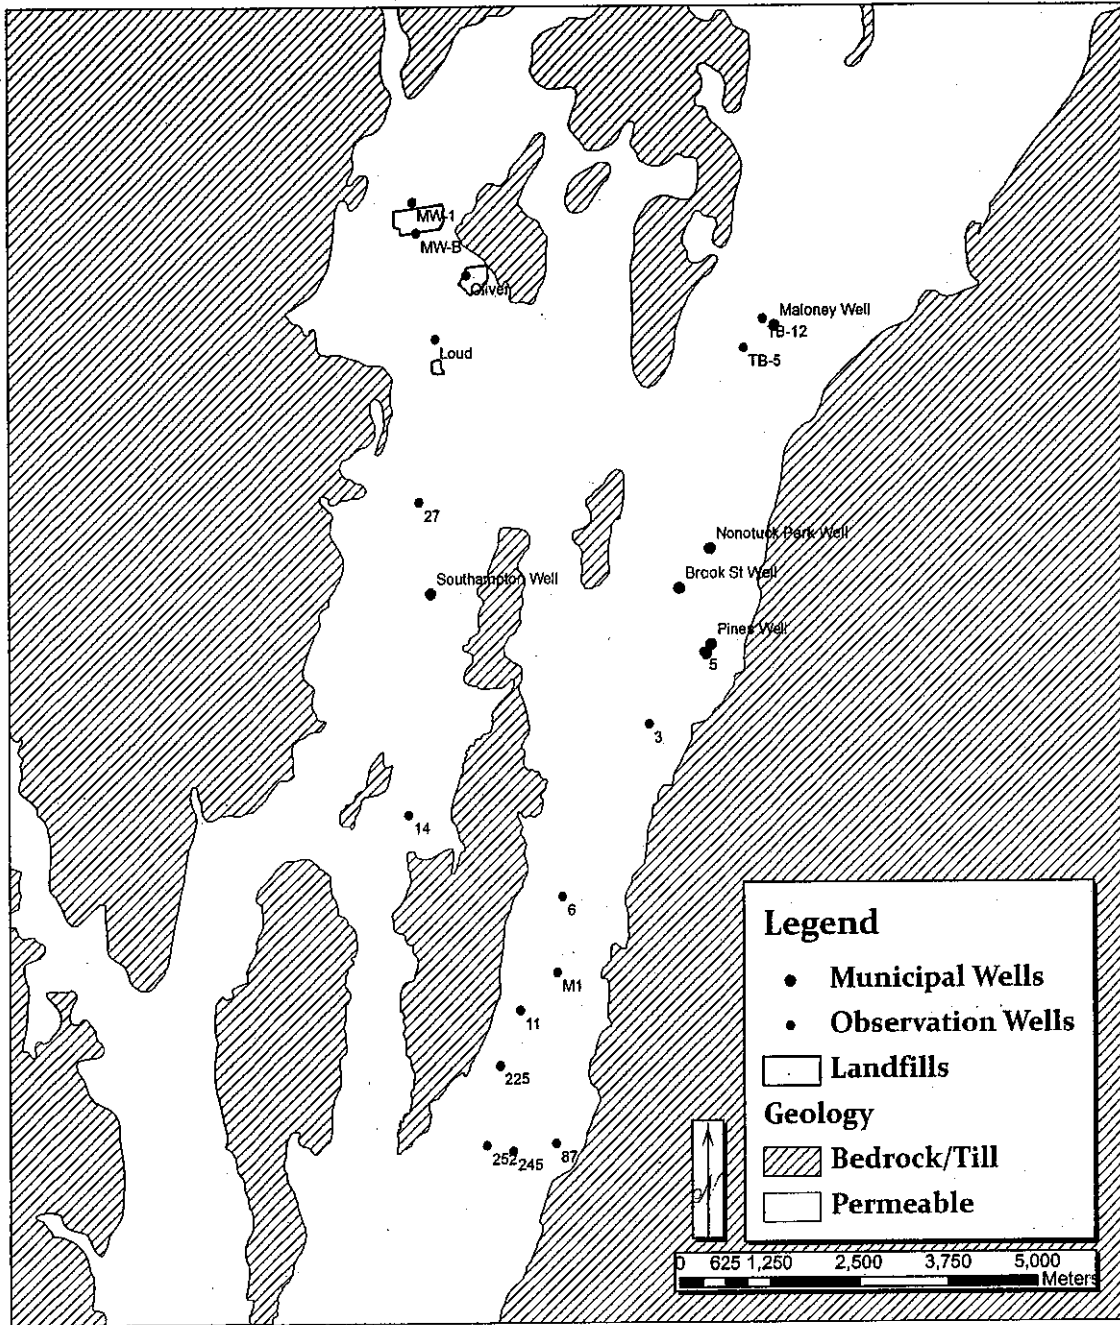 MW-1
MW-B
Oliver
Loud
Maloney Well
TB-12
TB-5
27
Nonotuck Park Well
Southampton Well
Brook St Well
Pines Well
5
3
14
6
M1
11
225
252
245
87
Legend
Municipal Wells
Observation Wells
Landfills
Geology
Bedrock/Till
Permeable
N
0 625 1,250 2,500 3,750 5,000
Meters